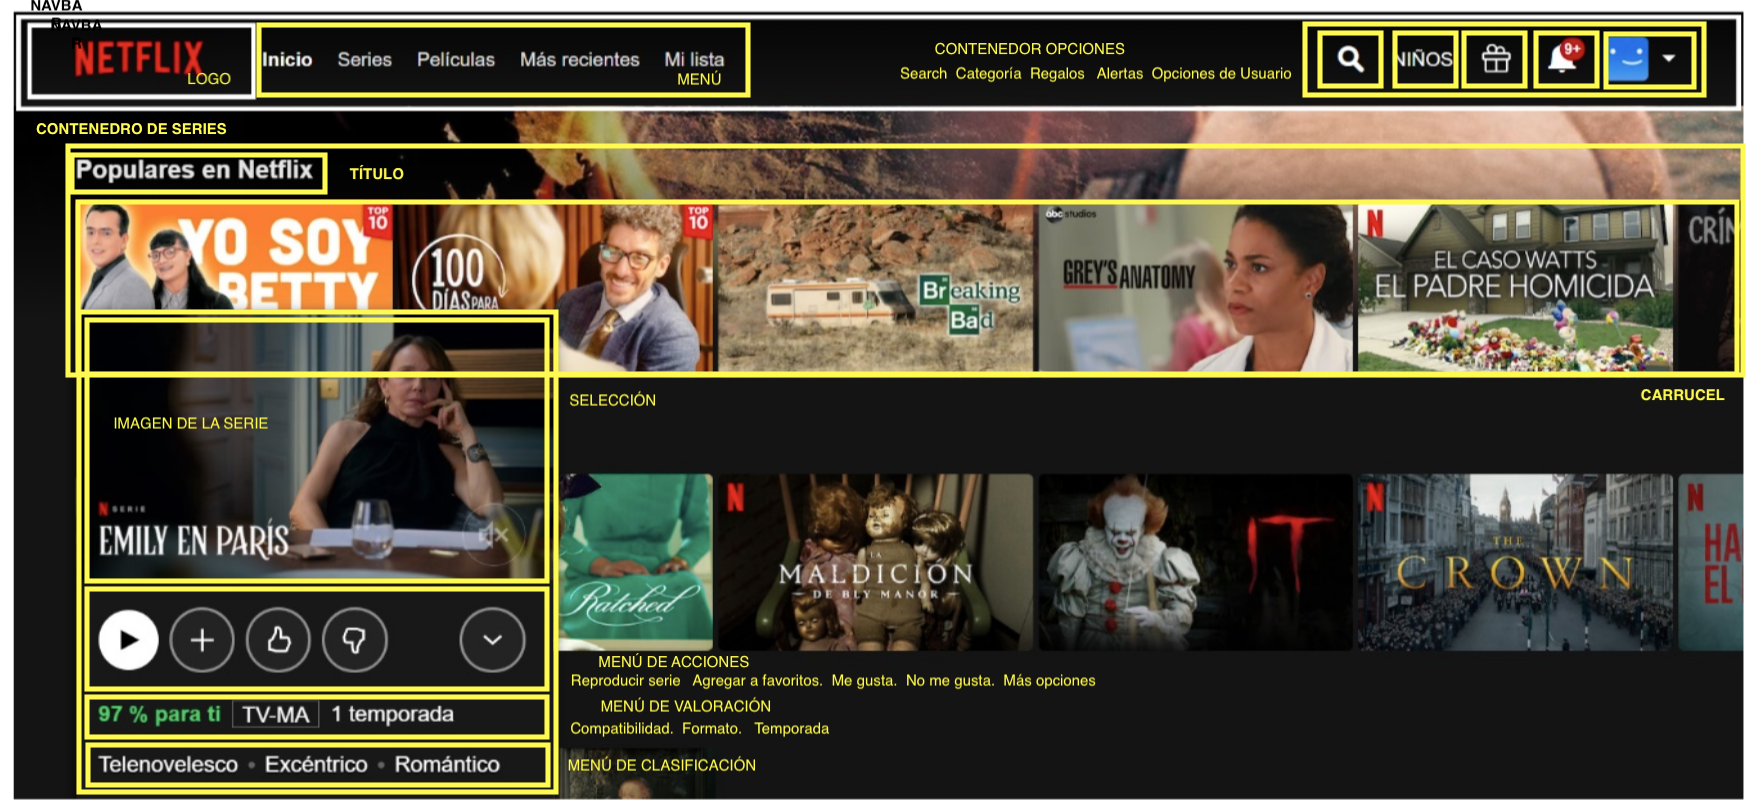 NAVBA
NAVBA
R
NETFLIX
LOGO
Inicio Series Películas Más recientes Mi lista
MENÚ
CONTENEDOR OPCIONES
Search Categoría Regalos Alertas Opciones de Usuario
NIÑOS
9+
CONTENEDRO DE SERIES
Populares en Netflix
TÍTULO
YO SOY
BETTY
TOP
10
100
DÍAS PARA
TOP
10
Breaking
Bad
abc studios
GREY'S ANATOMY
N
EL CASO WATTS
EL PADRE HOMICIDA
CRÍ
SELECCIÓN
CARRUCEL
IMAGEN DE LA SERIE
N SERIE
EMILY EN PARÍS
Ratched
N
LA
MALDICIÓN
DE BLY MANOR
IT
N
THE
CROWN
N
HA
EL
MENÚ DE ACCIONES
Reproducir serie Agregar a favoritos. Me gusta. No me gusta. Más opciones
97 % para ti TV-MA 1 temporada
MENÚ DE VALORACIÓN
Compatibilidad. Formato. Temporada
Telenovelesco • Excéntrico • Romántico
MENÚ DE CLASIFICACIÓN